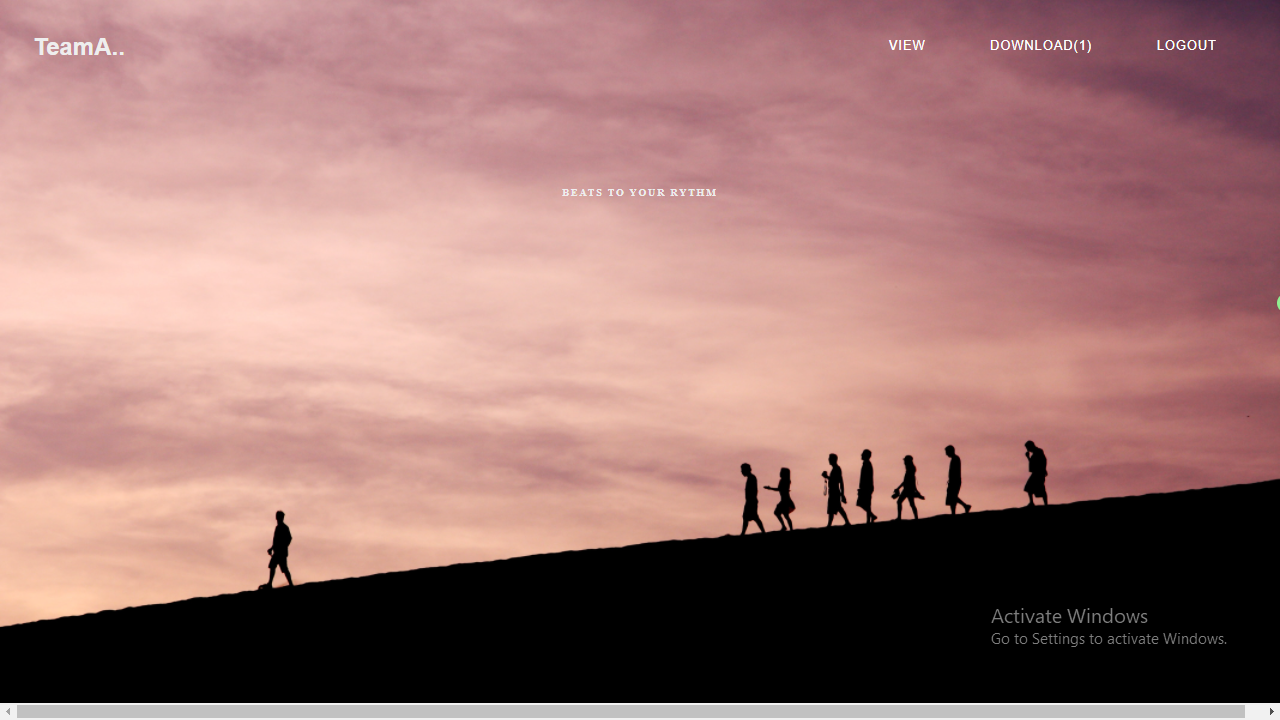 TeamA..
VIEW
DOWNLOAD(1)
LOGOUT
BEATS TO YOUR RYTHM
Activate Windows
Go to Settings to activate Windows.